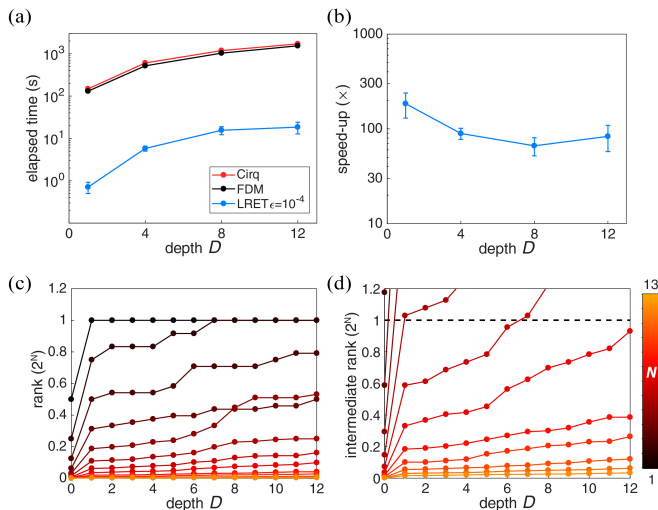 (a)
10³
10²
10¹
10⁰
elapsed time (s)
Cirq
FDM
LRET ϵ=10⁻⁴
0 4 8 12
depth D
(b)
1000
300
100
30
10
speed-up (×)
0 4 8 12
depth D
(c)
1.2
1
0.8
0.6
0.4
0.2
0
rank (2ᴺ)
0 2 4 6 8 10 12
depth D
(d)
1.2
1
0.8
0.6
0.4
0.2
0
intermediate rank (2ᴺ)
0 2 4 6 8 10 12
depth D
13
N
1